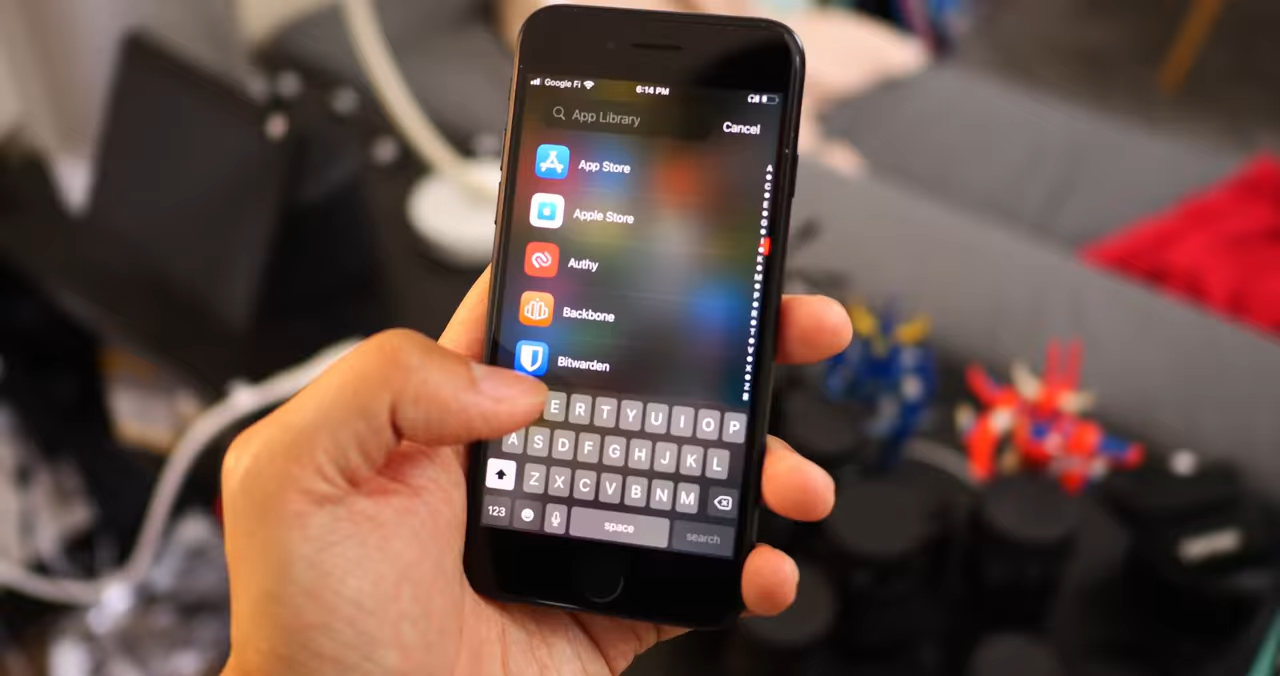 Google Fi 6:14 PM
App Library Cancel
App Store
Apple Store
Authy
Backbone
Bitwarden
E R T Y U I O P
A S D F G H J K L
Z X C V B N M
123 space search